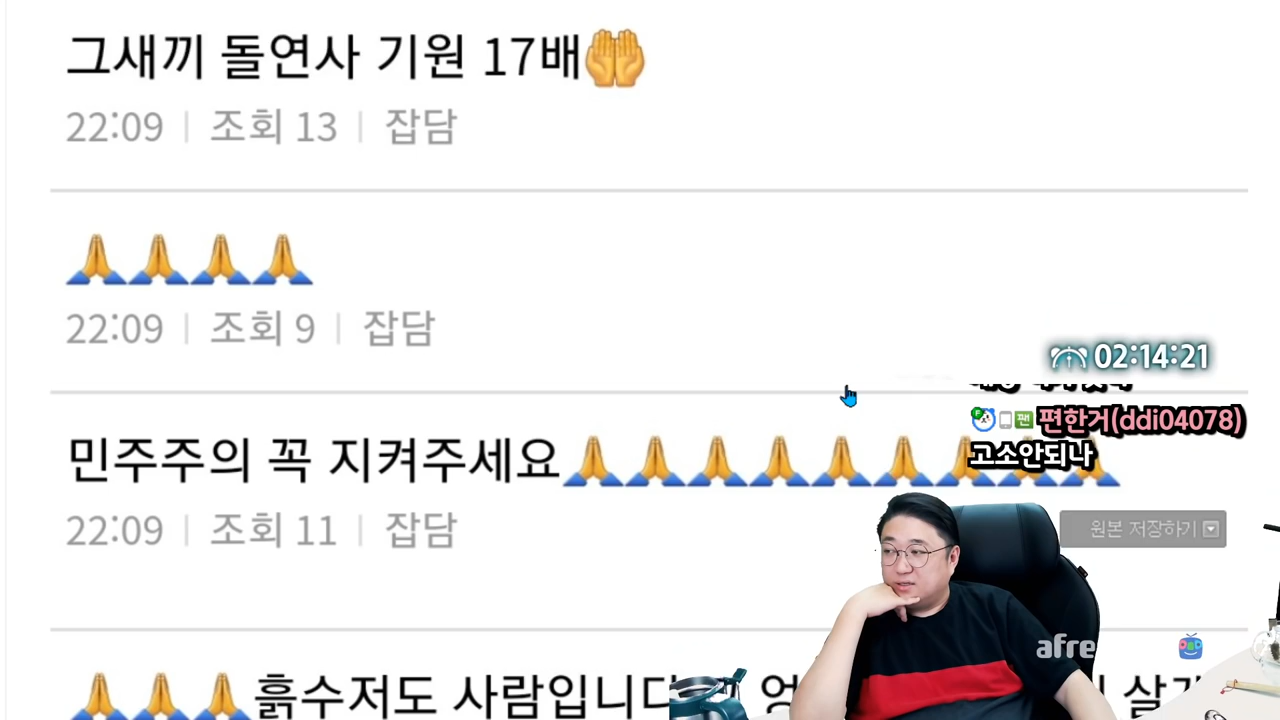 그새끼 돌연사 기원 17배🤲
22:09 | 조회 13 | 잡담
🙏🙏🙏🙏
22:09 | 조회 9 | 잡담
02:14:21
편한거(ddi04078)
고소안되나
민주주의 꼭 지켜주세요🙏🙏🙏🙏🙏🙏🙏🙏🙏
22:09 | 조회 11 | 잡담
원본 저장하기
afre
🙏🙏🙏흙수저도 사람입니다